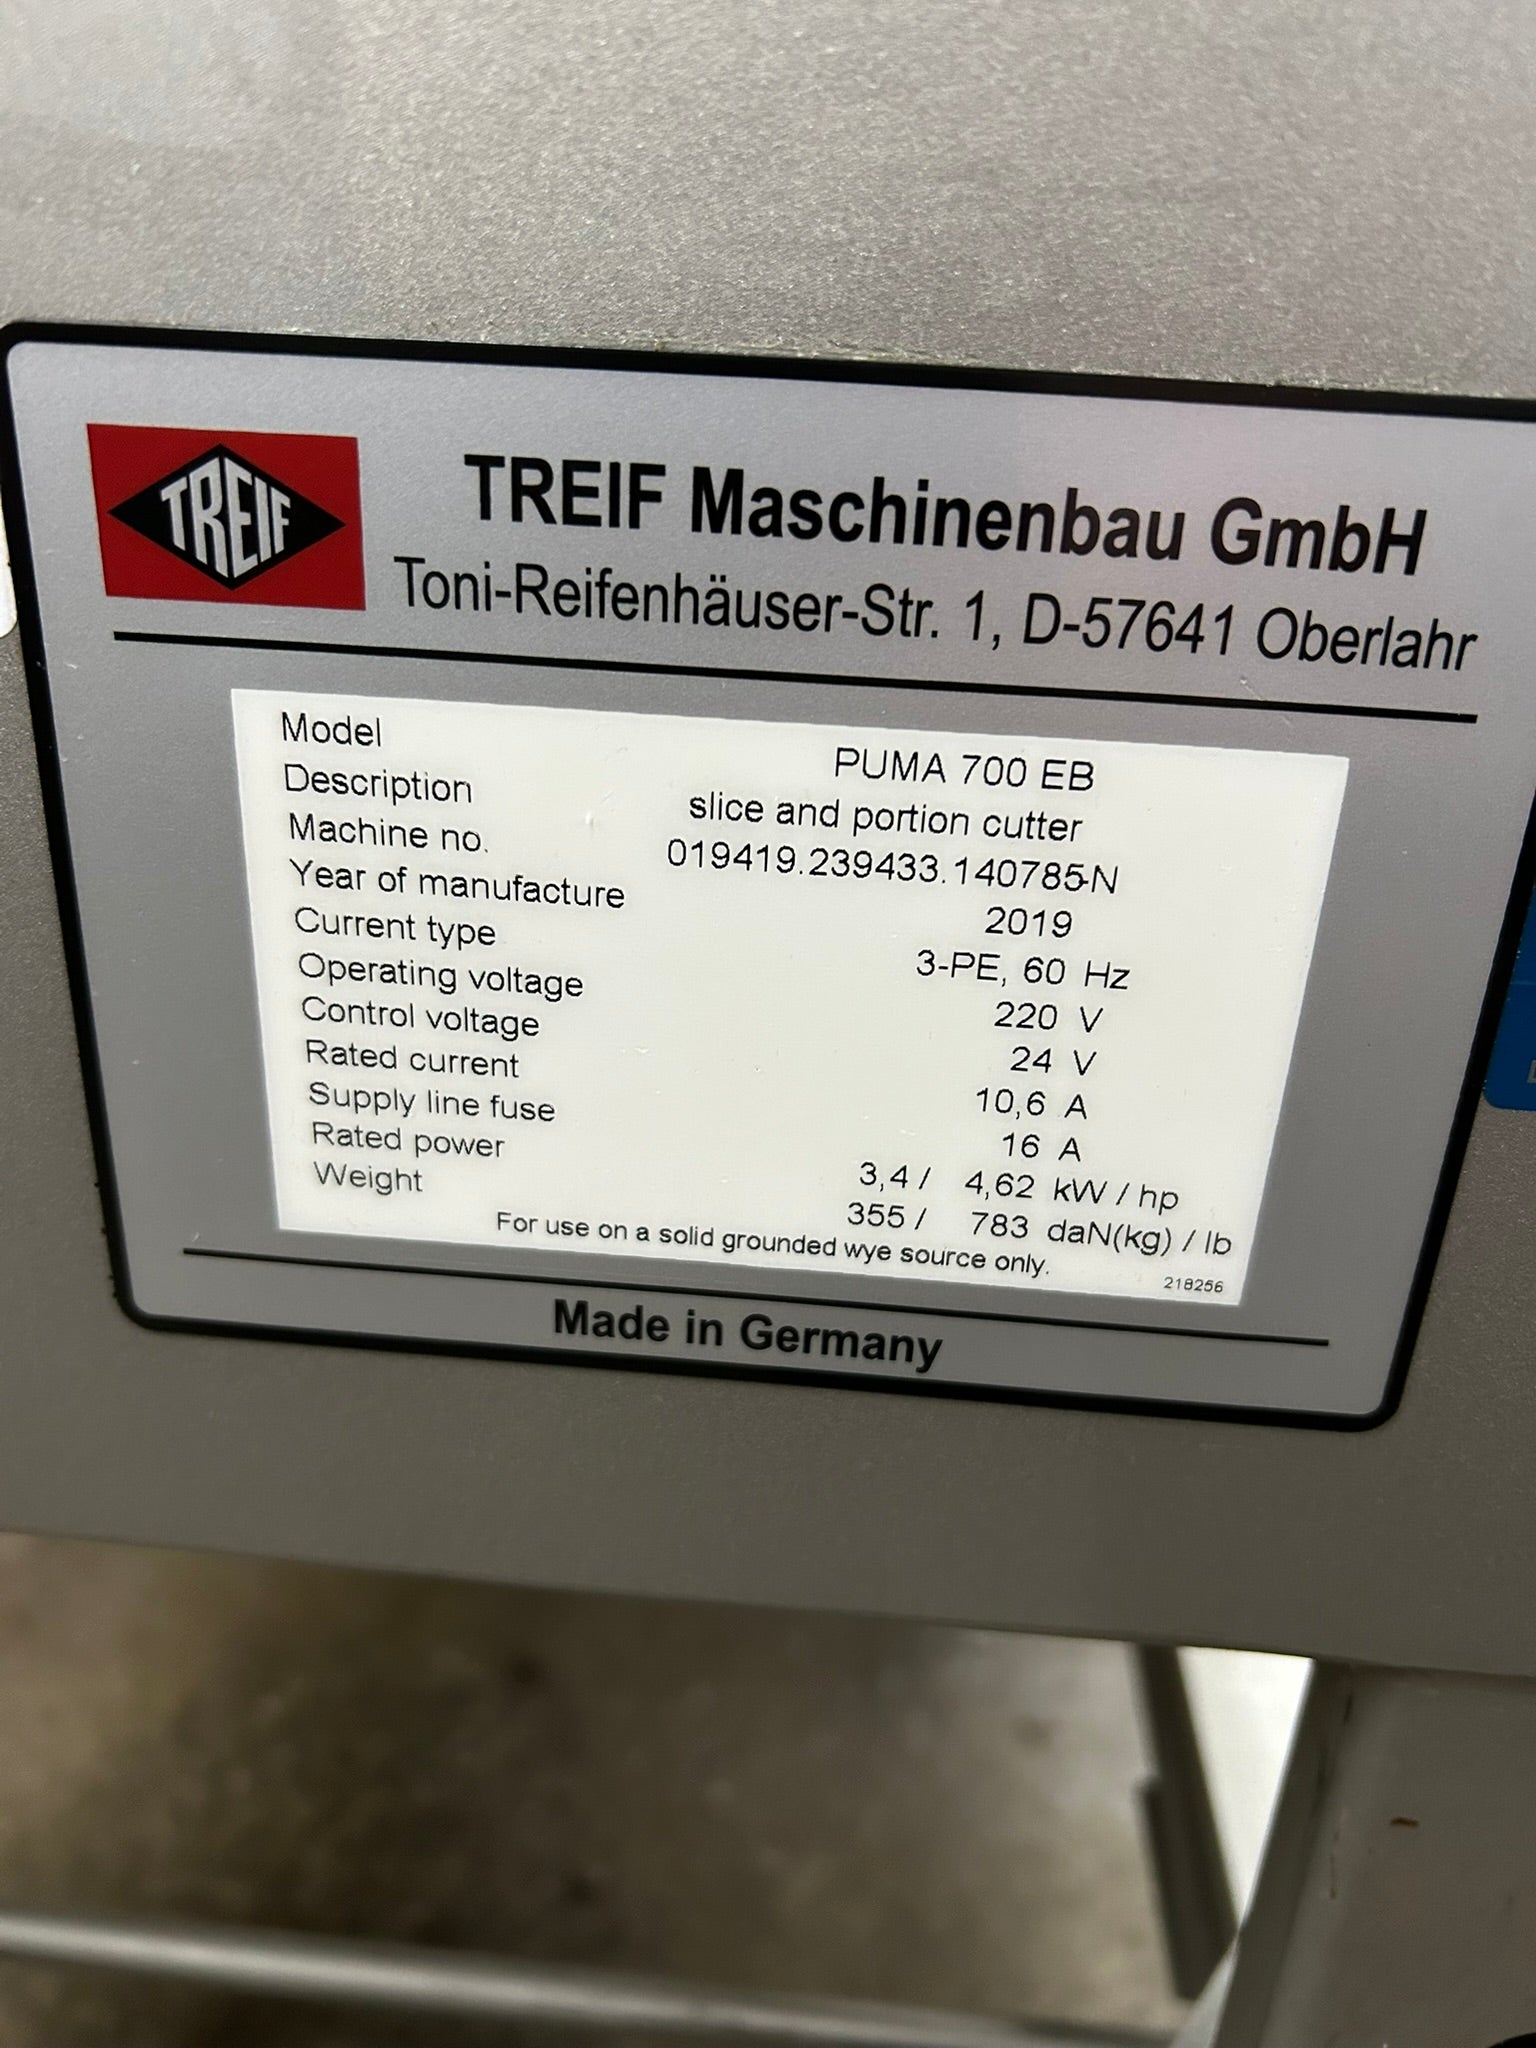 TREIF
TREIF Maschinenbau GmbH
Toni-Reifenhäuser-Str. 1, D-57641 Oberlahr
Model PUMA 700 EB
Description slice and portion cutter
Machine no. 019419.239433.140785-N
Year of manufacture 2019
Current type 3-PE, 60 Hz
Operating voltage 220 V
Control voltage 24 V
Rated current 10,6 A
Supply line fuse 16 A
Rated power 3,4 / 4,62 kW / hp
Weight 355 / 783 daN(kg) / lb
For use on a solid grounded wye source only.
218256
Made in Germany